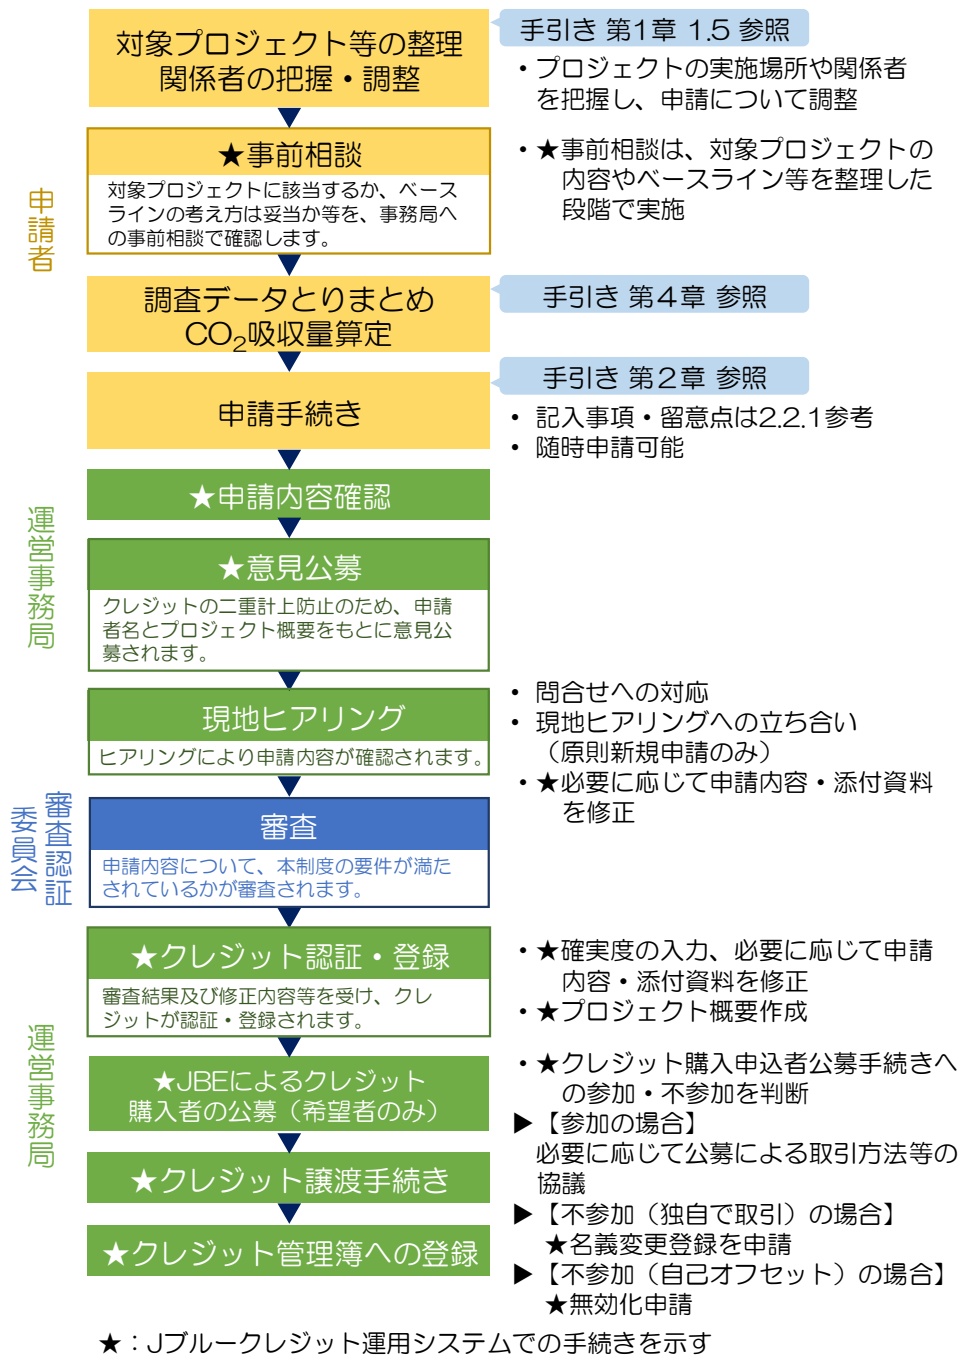 対象プロジェクト等の整理
関係者の把握・調整
手引き 第1章 1.5 参照
・プロジェクトの実施場所や関係者
を把握し、申請について調整
申請者
★事前相談
対象プロジェクトに該当するか、ベース
ラインの考え方は妥当か等を、事務局へ
の事前相談で確認します。
・★事前相談は、対象プロジェクトの
内容やベースライン等を整理した
段階で実施
調査データとりまとめ
CO₂吸収量算定
手引き 第４章 参照
申請手続き
手引き 第２章 参照
・ 記入事項・留意点は2.2.1参考
・ 随時申請可能
運営事務局
★申請内容確認
★意見公募
クレジットの二重計上防止のため、申請
者名とプロジェクト概要をもとに意見公
募されます。
現地ヒアリング
ヒアリングにより申請内容が確認されます。
・ 問合せへの対応
・ 現地ヒアリングへの立ち合い
（原則新規申請のみ）
・★必要に応じて申請内容・添付資料
を修正
審査認証
委員会
審査
申請内容について、本制度の要件が満た
されているかが審査されます。
運営事務局
★クレジット認証・登録
審査結果及び修正内容等を受け、クレ
ジットが認証・登録されます。
・★確実度の入力、必要に応じて申請
内容・添付資料を修正
・★プロジェクト概要作成
★JBEによるクレジット
購入者の公募（希望者のみ）
・★クレジット購入申込者公募手続きへ
の参加・不参加を判断
▶【参加の場合】
必要に応じて公募による取引方法等の
協議
★クレジット譲渡手続き
▶【不参加（独自で取引）の場合】
★名義変更登録を申請
★クレジット管理簿への登録
▶【不参加（自己オフセット）の場合】
★無効化申請
★：Jブルークレジット運用システムでの手続きを示す